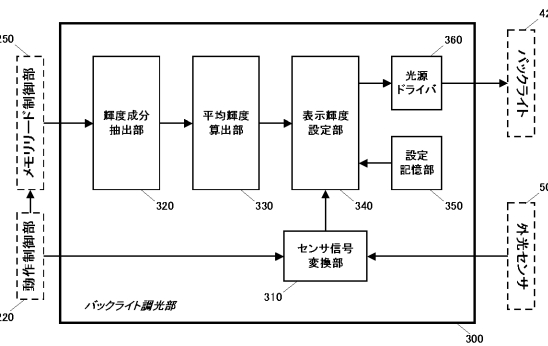 250
メモリリード制御部
動作制御部
220
輝度成分
抽出部
320
平均輝度
算出部
330
表示輝度
設定部
340
360
光源
ドライバ
設定
記憶部
350
センサ信号
変換部
310
バックライト調光部
300
42
バックライト
50
外光センサ